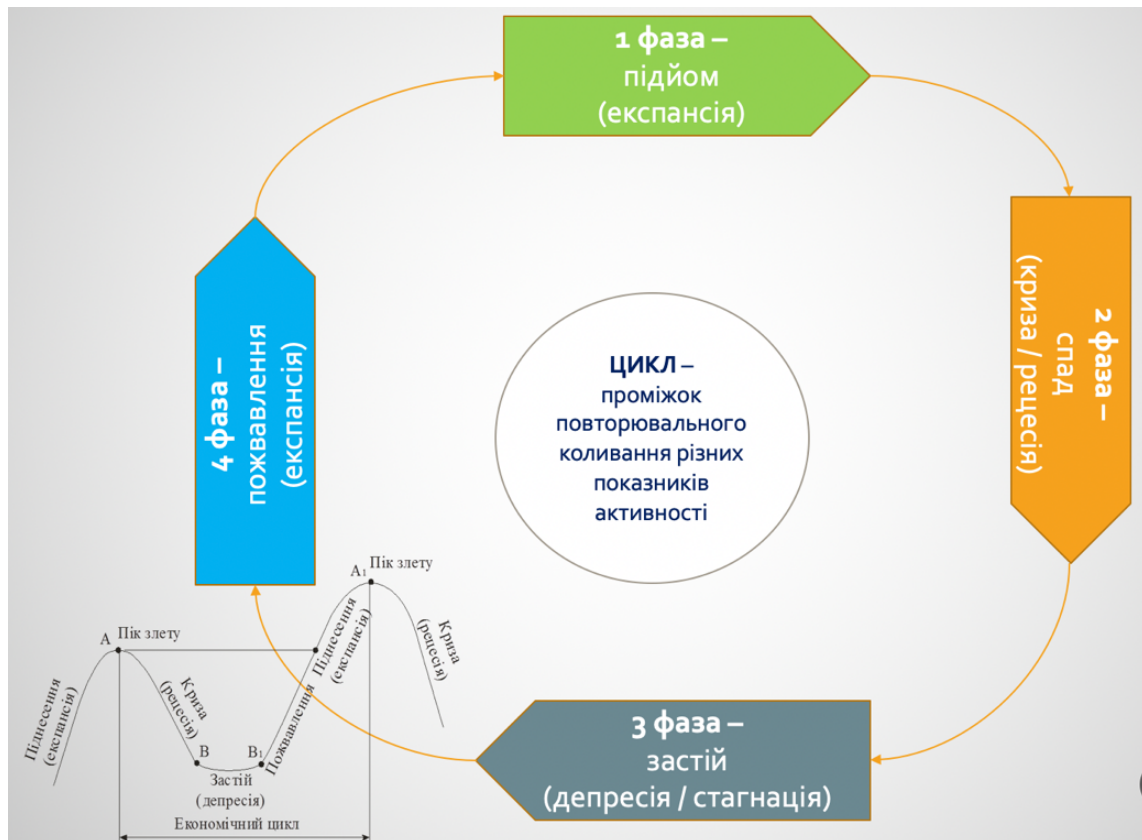 1 фаза –
підйом
(експансія)
2 фаза –
спад
(криза / рецесія)
3 фаза –
застій
(депресія / стагнація)
4 фаза –
пожвавлення
(експансія)
ЦИКЛ –
проміжок
повторювального
коливання різних
показників
активності
A Пік злету
A₁ Пік злету
Піднесення
(експансія)
Криза
(рецесія)
B
B₁
Застій
(депресія)
Пожвавлення
Піднесення
(експансія)
Криза
(рецесія)
Економічний цикл